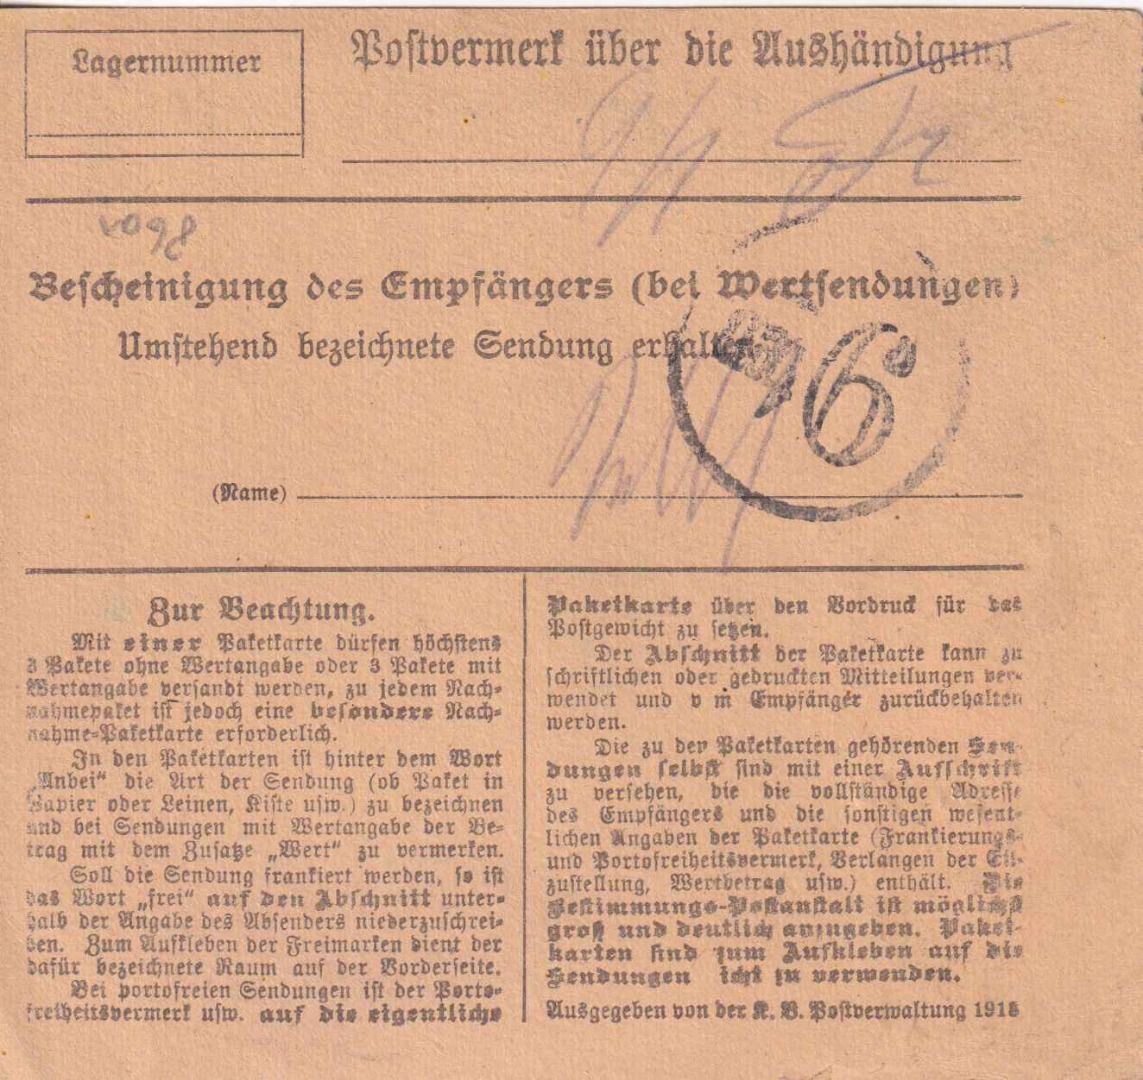 Lagernummer
Postvermerk über die Aushändigung
Bescheinigung des Empfängers (bei Wertsendungen)
Umstehend bezeichnete Sendung erhalten
16
(Name)
Zur Beachtung.
Mit einer Paketkarte dürfen höchstens
3 Pakete ohne Wertangabe oder 3 Pakete mit
Wertangabe versandt werden, zu jedem Nach-
nahmepaket ist jedoch eine besondere Nach-
nahme-Paketkarte erforderlich.
In den Paketkarten ist hinter dem Wort
„Anbei“ die Art der Sendung (ob Paket in
Papier oder Leinen, Kiste usw.) zu bezeichnen
und bei Sendungen mit Wertangabe der Be-
trag mit dem Zusatze „Wert“ zu vermerken.
Soll die Sendung frankiert werden, so ist
das Wort „frei“ auf den Abschnitt unter-
halb der Angabe des Absenders niederzuschrei-
ben. Zum Aufkleben der Freimarken dient der
dafür bezeichnete Raum auf der Vorderseite.
Bei portofreien Sendungen ist der Porto-
freiheitsvermerk usw. auf die eigentliche
Paketkarte über den Vordruck für das
Postgewicht zu setzen.
Der Abschnitt der Paketkarte kann zu
schriftlichen oder gedruckten Mitteilungen ver-
wendet und v m Empfänger zurückbehalten
werden.
Die zu den Paketkarten gehörenden Sen-
dungen selbst sind mit einer Aufschrift
zu versehen, die die vollständige Adresse
des Empfängers und die sonstigen wesent-
lichen Angaben der Paketkarte (Frankierungs-
und Portofreiheitsvermerk, Verlangen der Eil-
zustellung, Wertbetrag usw.) enthält. Die
Bestimmungs-Postanstalt ist möglichst
groß und deutlich anzugeben. Paket-
karten sind zum Aufkleben auf die
Sendungen icht zu verwenden.
Ausgegeben von der K. B. Postverwaltung 1915